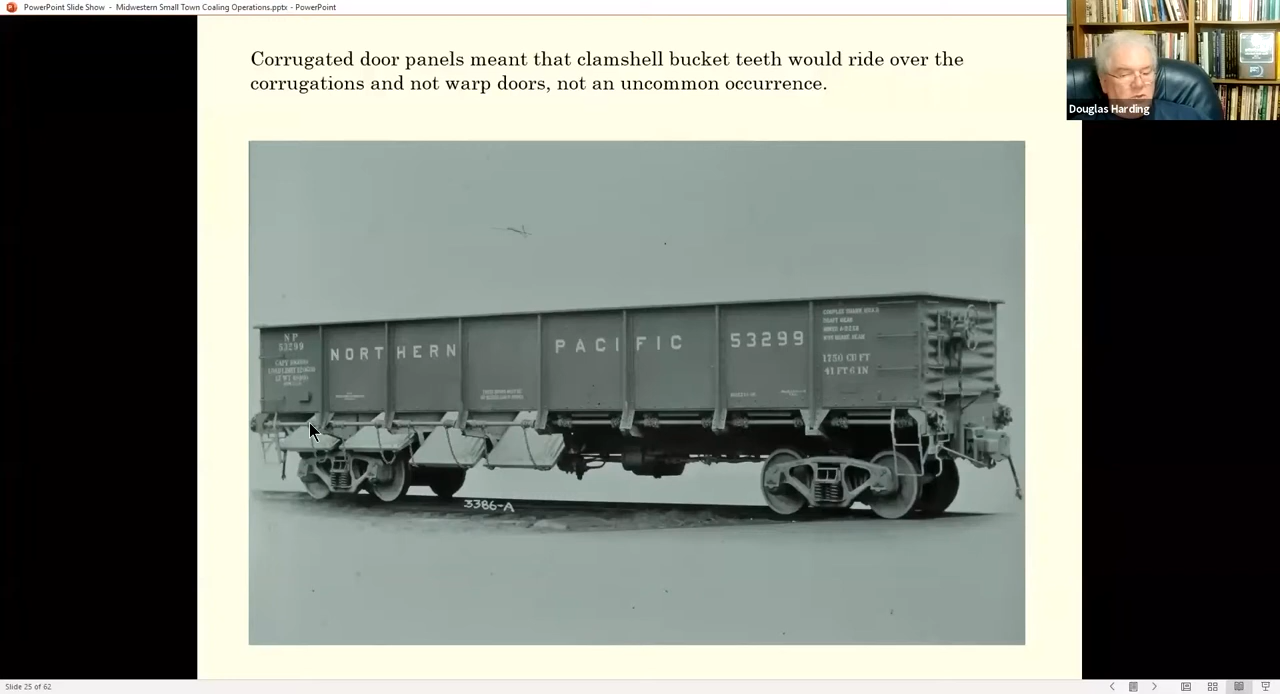 PowerPoint Slide Show - Midwestern Small Town Coaling Operations.pptx - PowerPoint
Corrugated door panels meant that clamshell bucket teeth would ride over the
corrugations and not warp doors, not an uncommon occurrence.
Douglas Harding
NP
53299
NORTHERN PACIFIC 53299
1750 CU FT
41 FT 6 IN
3386-A
Slide 25 of 62